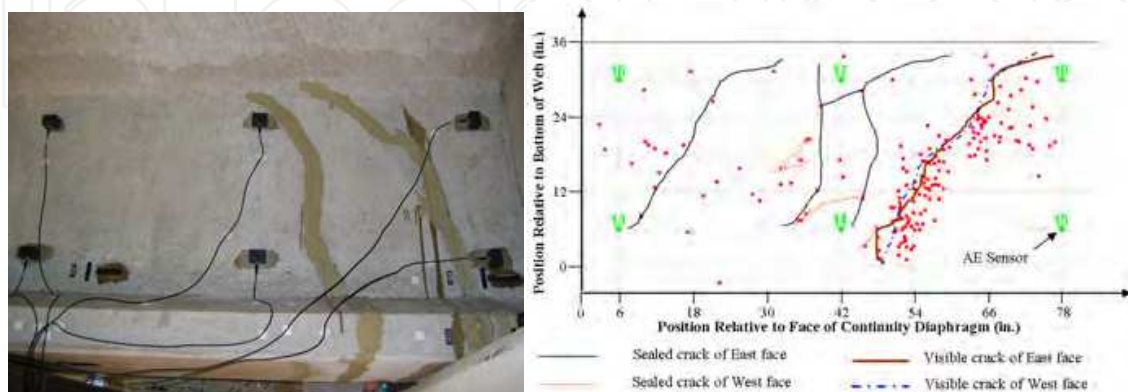 Position Relative to Bottom of Web (in.)
36
24
12
0
AE Sensor
0 6 18 30 42 54 66 78
Position Relative to Face of Continuity Diaphragm (in.)
Sealed crack of East face
Visible crack of East face
Sealed crack of West face
Visible crack of West face